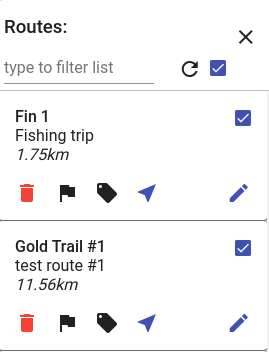 Routes:
type to filter list
Fin 1
Fishing trip
1.75km
Gold Trail #1
test route #1
11.56km